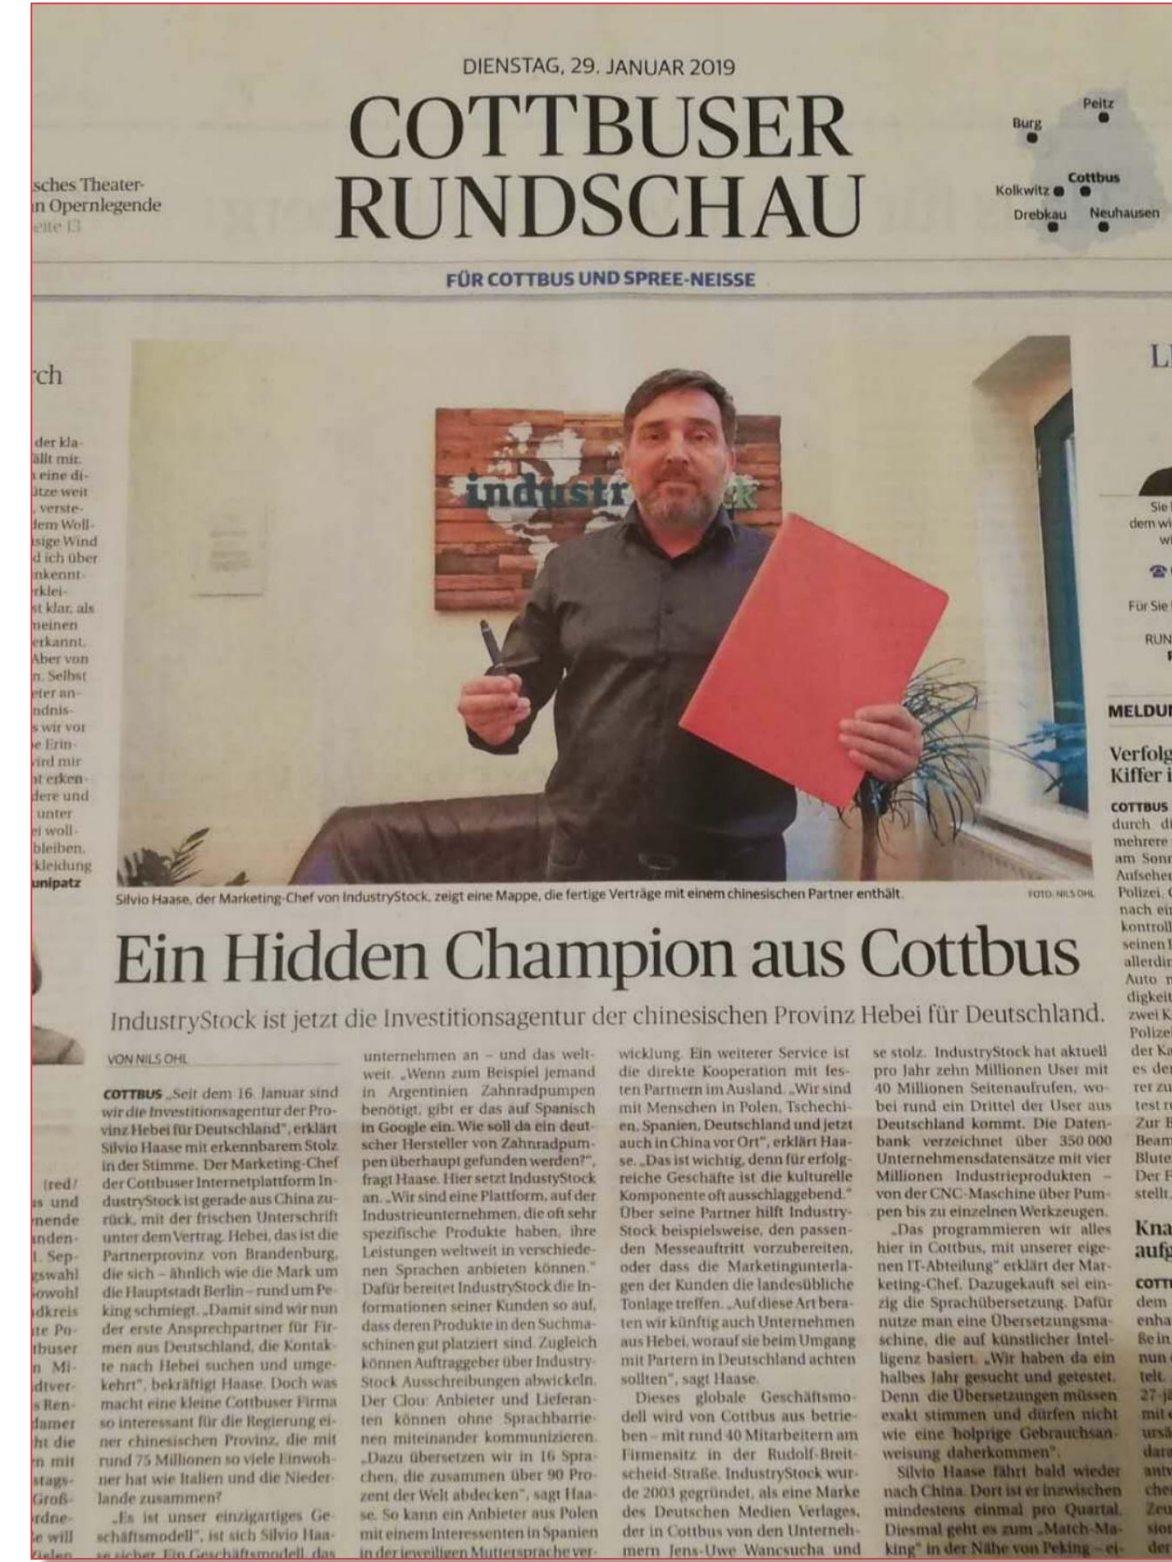 DIENSTAG, 29. JANUAR 2019
COTTBUSER
RUNDSCHAU
FÜR COTTBUS UND SPREE-NEISSE
Peitz
Burg
Cottbus
Kolkwitz
Drebkau Neuhausen
sches Theater-
n Opernlegende
industr k
Silvio Haase, der Marketing-Chef von IndustryStock, zeigt eine Mappe, die fertige Verträge mit einem chinesischen Partner enthält.
FOTO: NILS OHL
Ein Hidden Champion aus Cottbus
IndustryStock ist jetzt die Investitionsagentur der chinesischen Provinz Hebei für Deutschland.
VON NILS OHL
COTTBUS „Seit dem 16. Januar sind
wir die Investitionsagentur der Pro-
vinz Hebei für Deutschland“, erklärt
Silvio Haase mit erkennbarem Stolz
in der Stimme. Der Marketing-Chef
der Cottbuser Internetplattform In-
dustryStock ist gerade aus China zu-
rück, mit der frischen Unterschrift
unter dem Vertrag. Hebei, das ist die
Partnerprovinz von Brandenburg,
die sich – ähnlich wie die Mark um
die Hauptstadt Berlin – rund um Pe-
king schmiegt. „Damit sind wir nun
der erste Ansprechpartner für Fir-
men aus Deutschland, die Kontak-
te nach Hebei suchen und umge-
kehrt“, bekräftigt Haase. Doch was
macht eine kleine Cottbuser Firma
so interessant für die Regierung ei-
ner chinesischen Provinz, die mit
rund 75 Millionen so viele Einwoh-
ner hat wie Italien und die Nieder-
lande zusammen?
„Es ist unser einzigartiges Ge-
schäftsmodell“, ist sich Silvio Haa-
se sicher. Ein Geschäftsmodell, das
unternehmen an – und das welt-
weit. „Wenn zum Beispiel jemand
in Argentinien Zahnradpumpen
benötigt, gibt er das auf Spanisch
in Google ein. Wie soll da ein deut-
scher Hersteller von Zahnradpum-
pen überhaupt gefunden werden?“,
fragt Haase. Hier setzt IndustyStock
an. „Wir sind eine Plattform, auf der
Industrieunternehmen, die oft sehr
spezifische Produkte haben, ihre
Leistungen weltweit in verschiede-
nen Sprachen anbieten können.“
Dafür bereitet IndustryStock die In-
formationen seiner Kunden so auf,
dass deren Produkte in den Suchma-
schinen gut platziert sind. Zugleich
können Auftraggeber über Industry-
Stock Ausschreibungen abwickeln.
Der Clou: Anbieter und Lieferan-
ten können ohne Sprachbarrie-
ren miteinander kommunizieren.
„Dazu übersetzen wir in 16 Spra-
chen, die zusammen über 90 Pro-
zent der Welt abdecken“, sagt Haa-
se. So kann ein Anbieter aus Polen
mit einem Interessenten in Spanien
in der jeweiligen Muttersprache ver-
wicklung. Ein weiterer Service ist
die direkte Kooperation mit fes-
ten Partnern im Ausland. „Wir sind
mit Menschen in Polen, Tschechi-
en, Spanien, Deutschland und jetzt
auch in China vor Ort“, erklärt Haa-
se. „Das ist wichtig, denn für erfolg-
reiche Geschäfte ist die kulturelle
Komponente oft ausschlaggebend.“
Über seine Partner hilft Industry-
Stock beispielsweise, den passen-
den Messeauftritt vorzubereiten,
oder dass die Marketingunterla-
gen der Kunden die landesübliche
Tonlage treffen. „Auf diese Art bera-
ten wir künftig auch Unternehmen
aus Hebei, worauf sie beim Umgang
mit Partern in Deutschland achten
sollten“, sagt Haase.
Dieses globale Geschäftsmo-
dell wird von Cottbus aus betrie-
ben – mit rund 40 Mitarbeitern am
Firmensitz in der Rudolf-Breit-
scheid-Straße. IndustryStock wur-
de 2003 gegründet, als eine Marke
des Deutschen Medien Verlages,
der in Cottbus von den Unterneh-
mern Jens-Uwe Wancsucha und
se stolz. IndustryStock hat aktuell
pro Jahr zehn Millionen User mit
40 Millionen Seitenaufrufen, wo-
bei rund ein Drittel der User aus
Deutschland kommt. Die Daten-
bank verzeichnet über 350 000
Unternehmensdatensätze mit vier
Millionen Industrieprodukten –
von der CNC-Maschine über Pum-
pen bis zu einzelnen Werkzeugen.
„Das programmieren wir alles
hier in Cottbus, mit unserer eige-
nen IT-Abteilung“ erklärt der Mar-
keting-Chef. Dazugekauft sei ein-
zig die Sprachübersetzung. Dafür
nutze man eine Übersetzungsma-
schine, die auf künstlicher Intel-
ligenz basiert. „Wir haben da ein
halbes Jahr gesucht und getestet.
Denn die Übersetzungen müssen
exakt stimmen und dürfen nicht
wie eine holprige Gebrauchsan-
weisung daherkommen“.
Silvio Haase fährt bald wieder
nach China. Dort ist er inzwischen
mindestens einmal pro Quartal.
Diesmal geht es zum „Match-Ma-
king“ in der Nähe von Peking – ei-
MELDUN
Verfolg
Kiffer i
COTTBUS